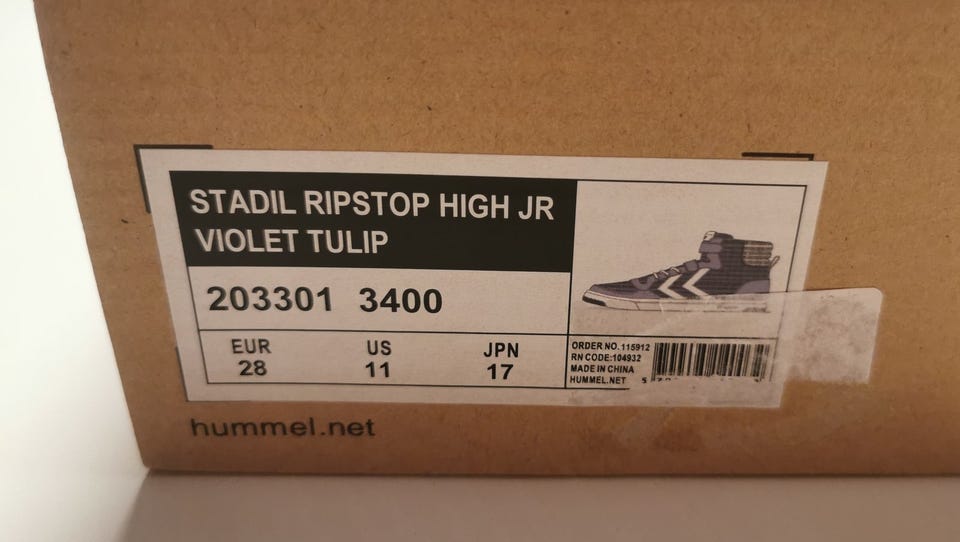 STADIL RIPSTOP HIGH JR
VIOLET TULIP
203301 3400
EUR US JPN
28 11 17
ORDER NO. 115912
RN CODE:104932
MADE IN CHINA
HUMMEL.NET
hummel.net